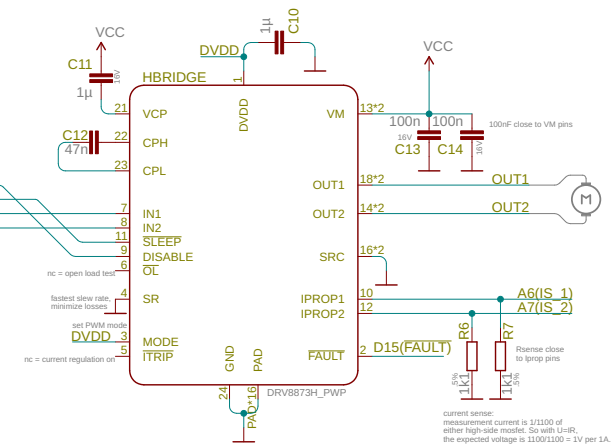 VCC
C11
16V
1µ
DVDD
1µ
C10
VCC
HBRIDGE
1
DVDD
21
VCP
VM
13*2
100n
100n
100nF close to VM pins
16V
C13
C14
16V
C12
47n
22
CPH
23
CPL
OUT1
18*2
OUT1
OUT2
14*2
OUT2
M
7
IN1
8
IN2
11
SLEEP
9
DISABLE
6
OL
nc = open load test
SRC
16*2
4
SR
fastest slew rate,
minimize losses
IPROP1
10
A6(IS_1)
IPROP2
12
A7(IS_2)
set PWM mode
DVDD
3
MODE
5
ITRIP
nc = current regulation on
FAULT
2
D15(FAULT)
R6
R7
.5%
1k1
1k1
.5%
Rsense close
to Iprop pins
GND
PAD
24
PAD*16
DRV8873H_PWP
current sense:
measurement current is 1/1100 of
either high-side mosfet. So with U=IR,
the expected voltage is 1100/1100 = 1V per 1A.